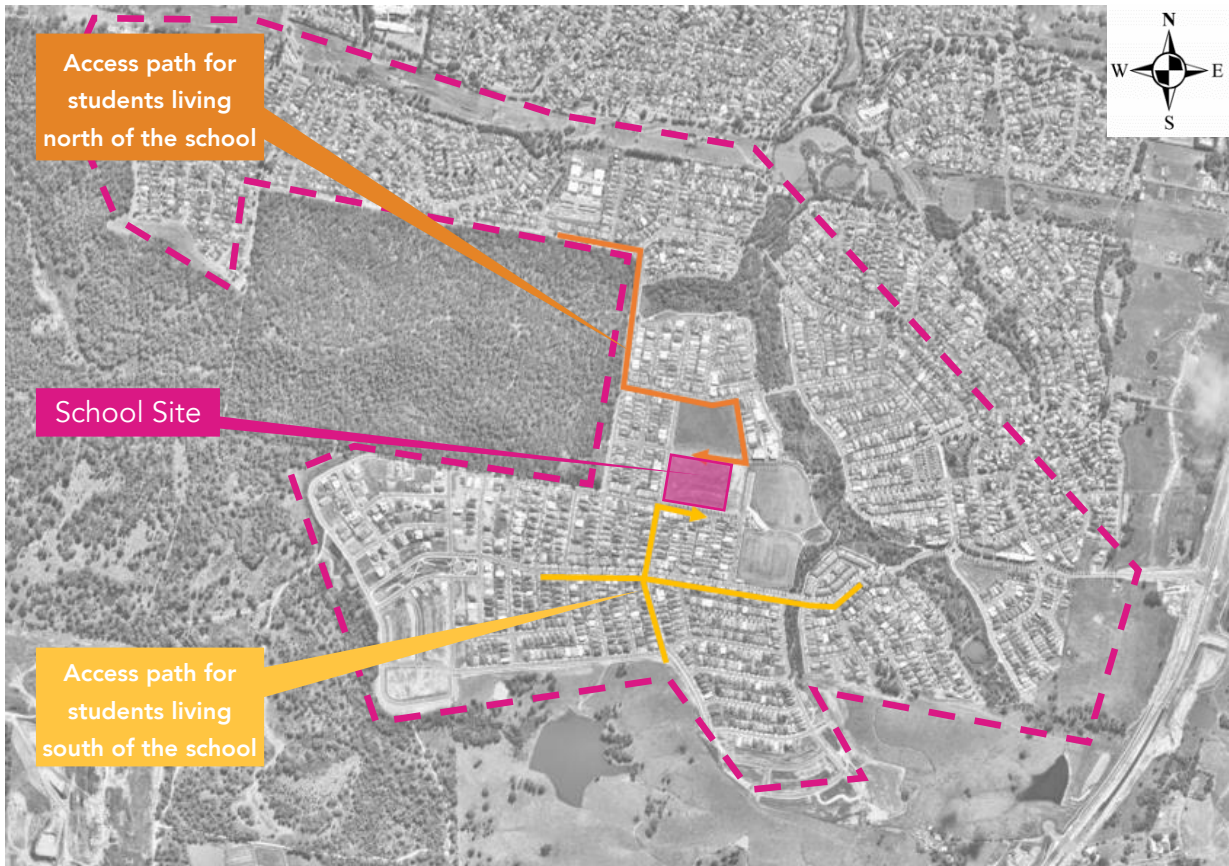 N
W E
S
Access path for
students living
north of the school
School Site
Access path for
students living
south of the school